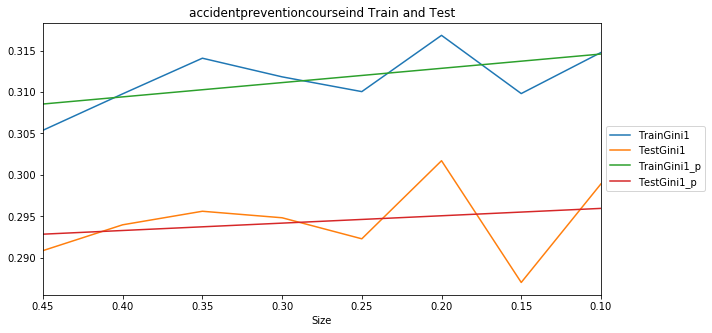 accidentpreventioncourseind Train and Test
0.315
0.310
0.305
0.300
0.295
0.290
0.45 0.40 0.35 0.30 0.25 0.20 0.15 0.10
Size
TrainGini1
TestGini1
TrainGini1_p
TestGini1_p